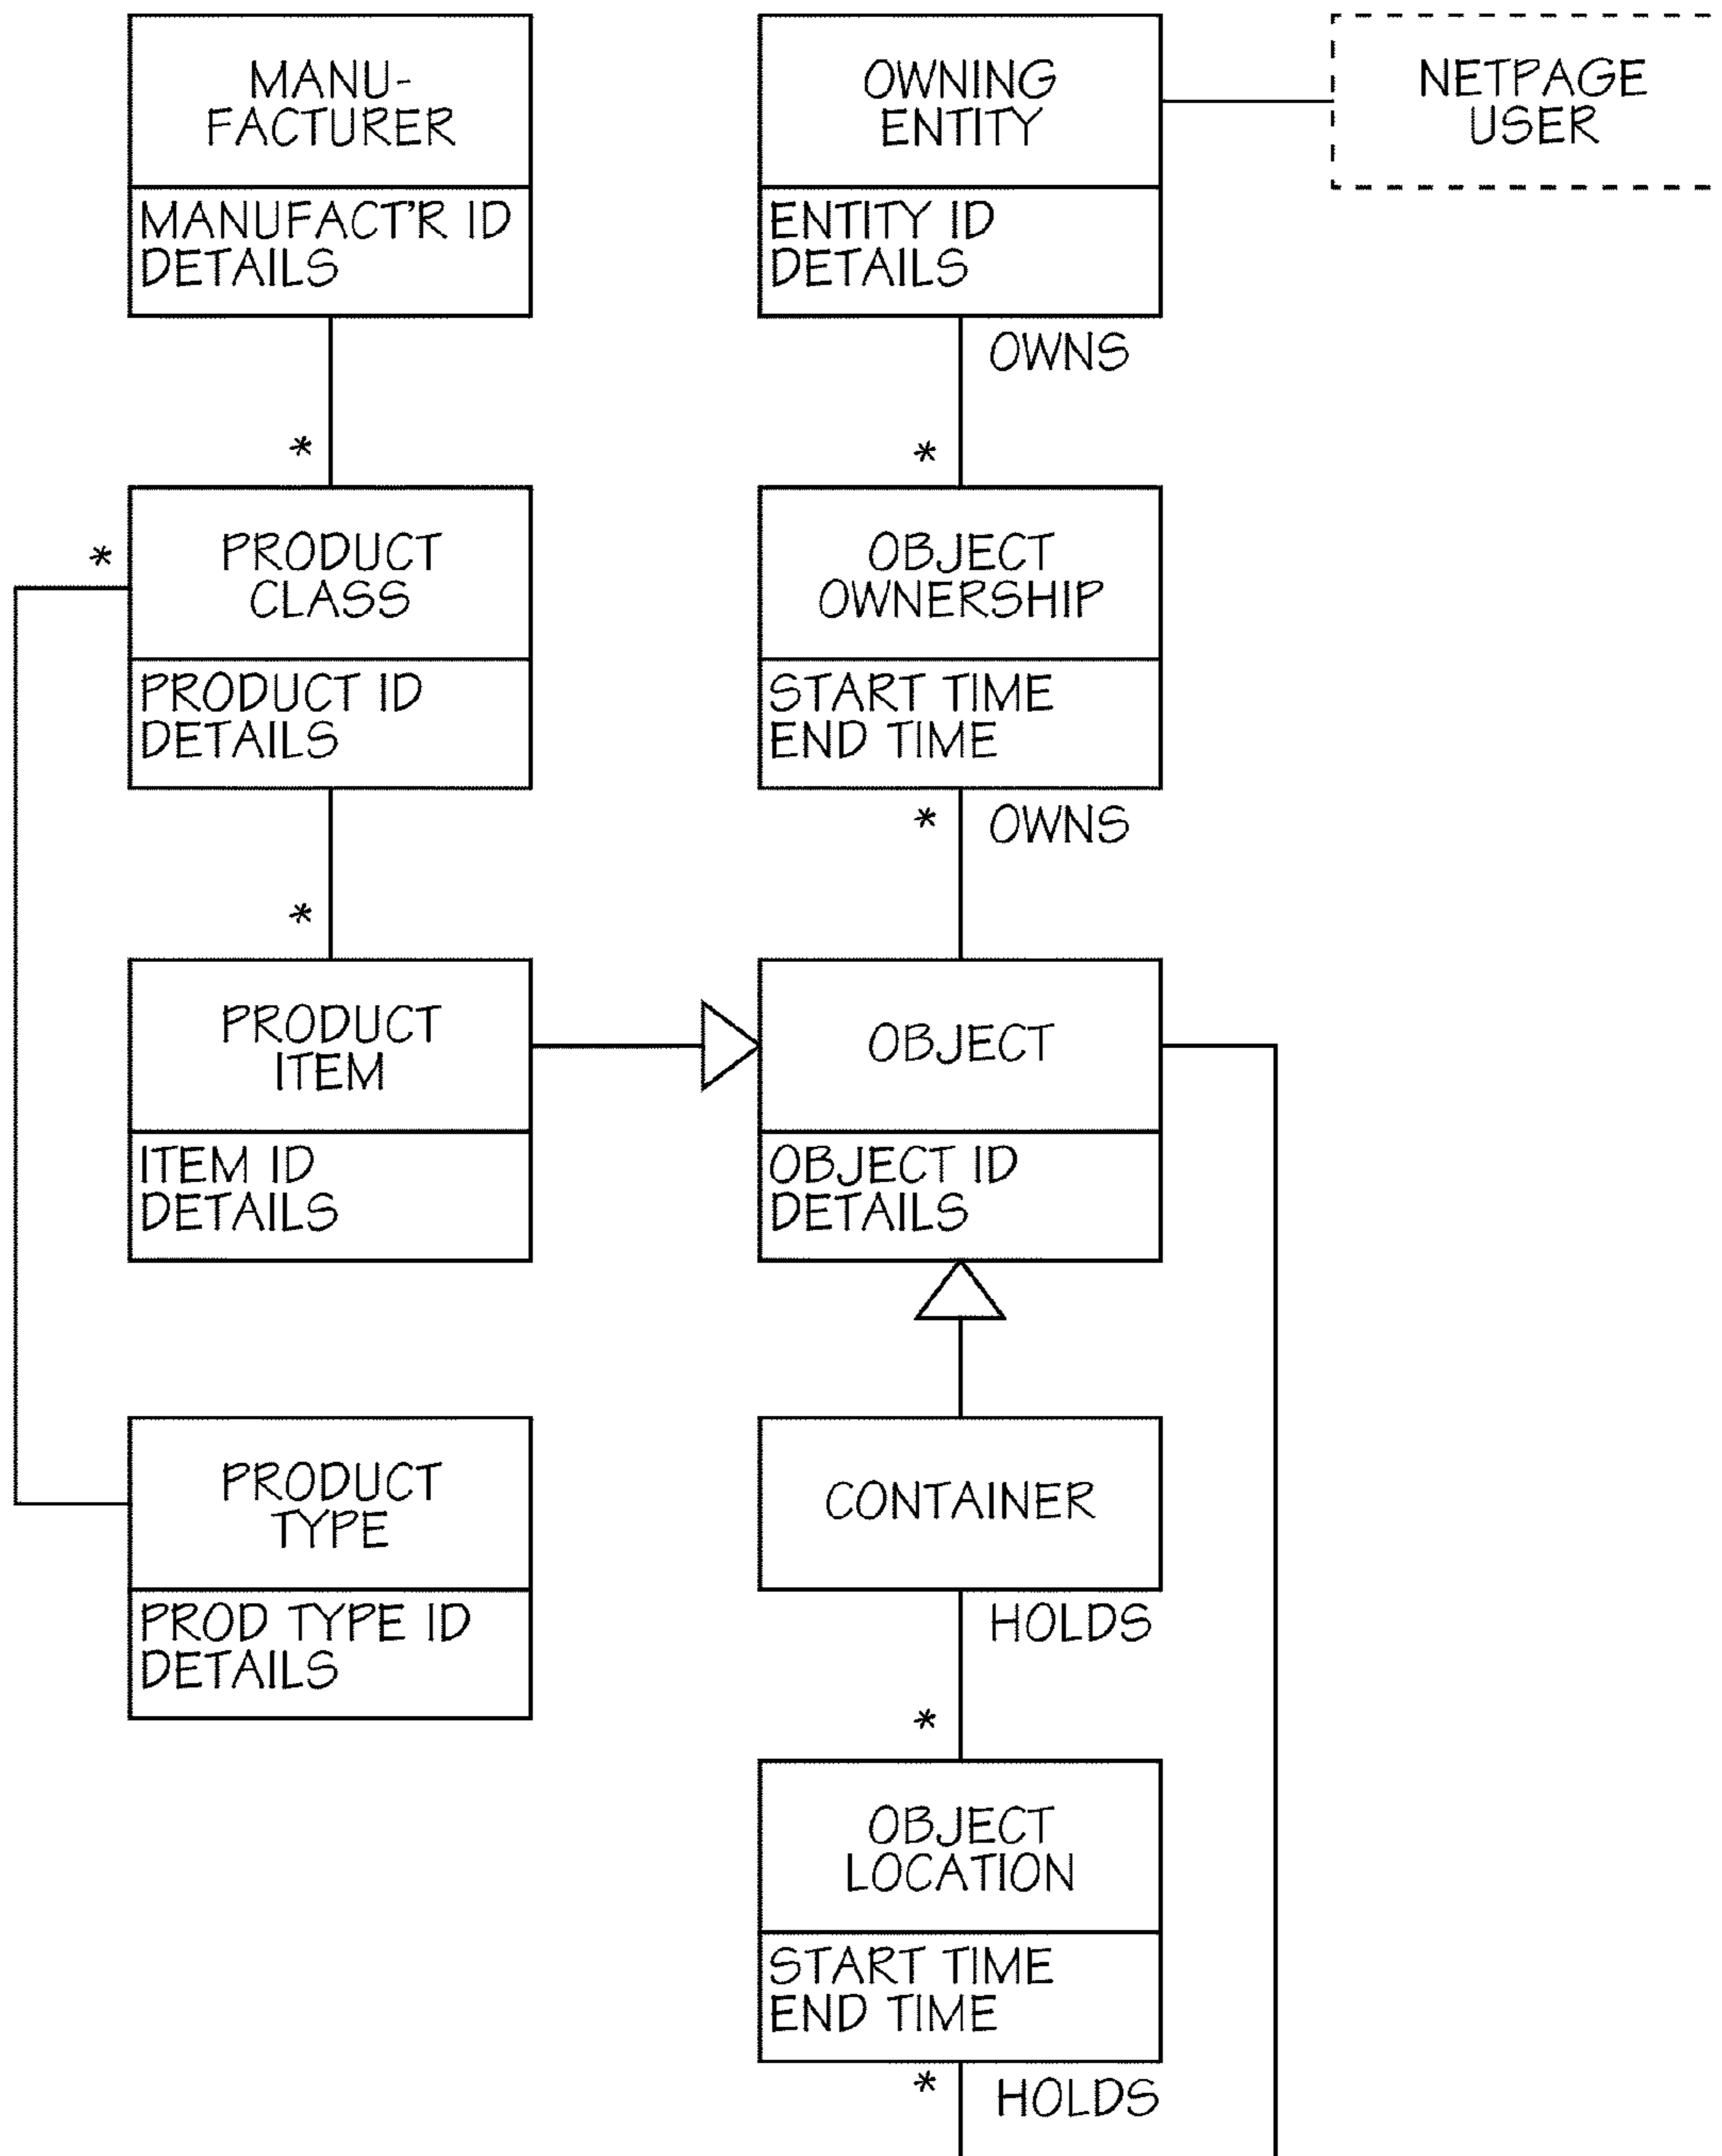 MANU-
FACTURER
MANUFACT'R ID
DETAILS
OWNING
ENTITY
ENTITY ID
DETAILS
NETPAGE
USER
OWNS
*
*
*
PRODUCT
CLASS
PRODUCT ID
DETAILS
OBJECT
OWNERSHIP
START TIME
END TIME
* OWNS
*
PRODUCT
ITEM
ITEM ID
DETAILS
OBJECT
OBJECT ID
DETAILS
PRODUCT
TYPE
PROD TYPE ID
DETAILS
CONTAINER
HOLDS
*
OBJECT
LOCATION
START TIME
END TIME
* HOLDS